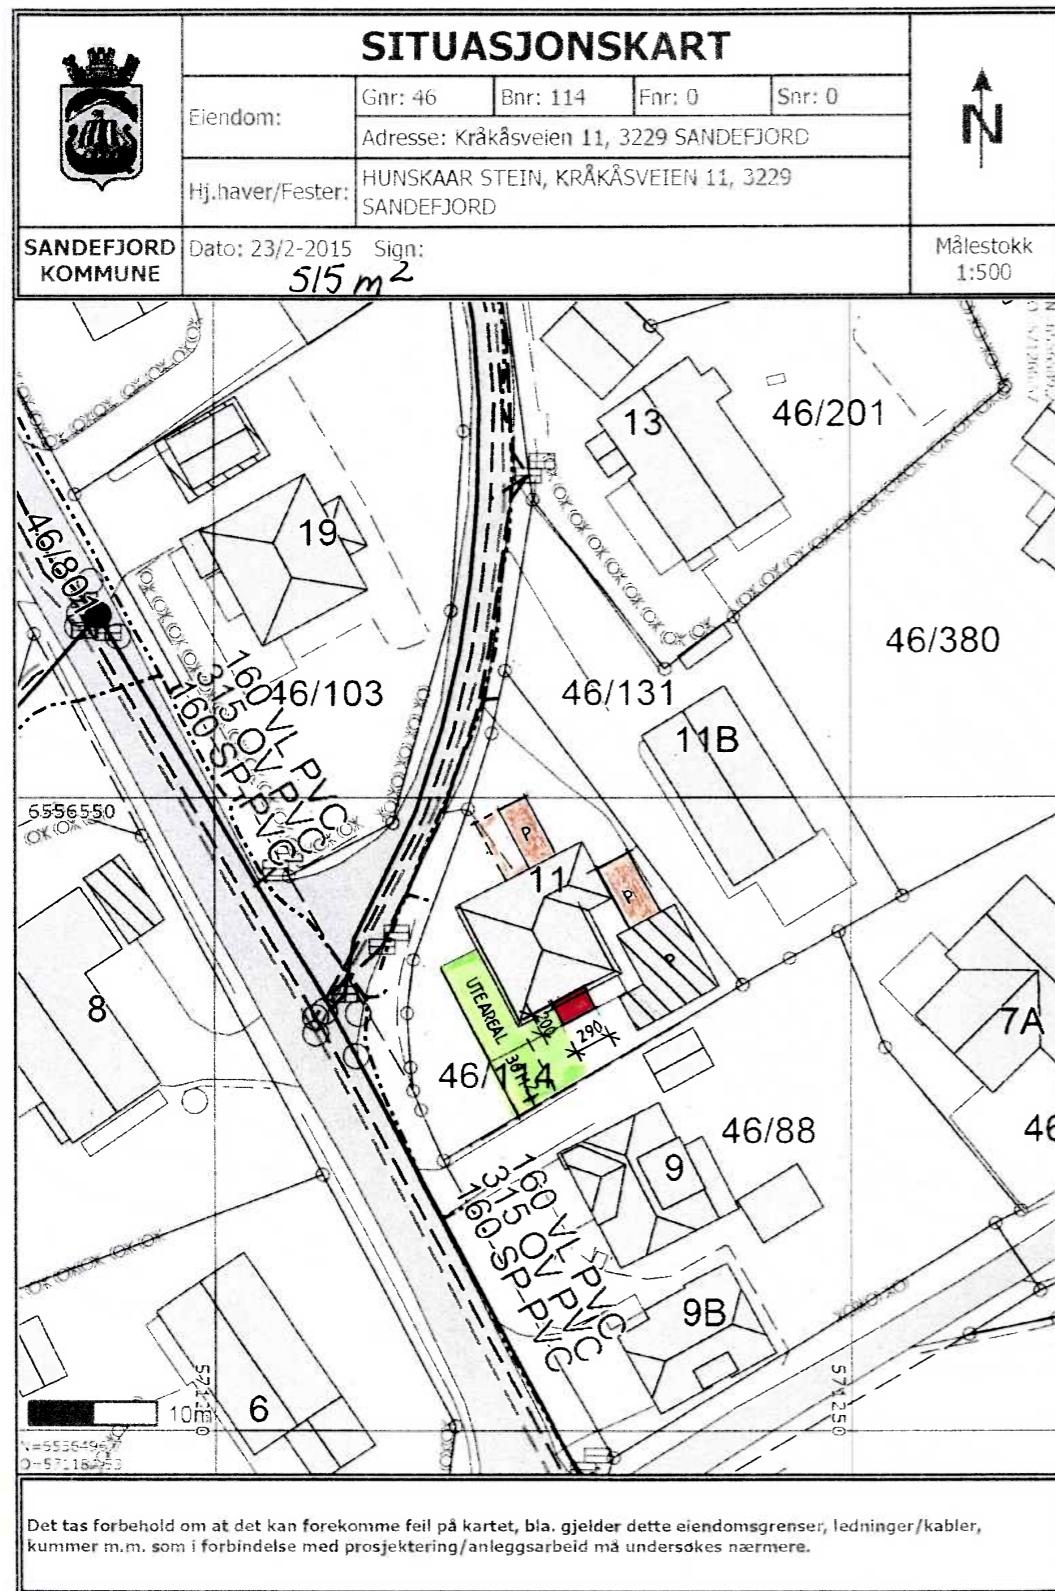 SITUASJONSKART
Eiendom:
Gnr: 46
Bnr: 114
Fnr: 0
Snr: 0
Adresse: Kråkåsveien 11, 3229 SANDEFJORD
Hj.haver/Fester:
HUNSKAAR STEIN, KRÅKÅSVEIEN 11, 3229
SANDEFJORD
N
SANDEFJORD
KOMMUNE
Dato: 23/2-2015 Sign:
515 m2
Målestokk
1:500
13
46/201
19
46/801
46/380
46/103
46/131
11B
160 VL PVC
315 OV PVC
160 SP PVC
6556550
P
11
P
P
8
UTEAREAL
7A
200
290
46/114
46/88
46
9
160 VL PVC
315 OV PVC
160 SP PVC
9B
6
10m
571250
Det tas forbehold om at det kan forekomme feil på kartet, bla. gjelder dette eiendomsgrenser, ledninger/kabler,
kummer m.m. som i forbindelse med prosjektering/anleggsarbeid må undersøkes nærmere.